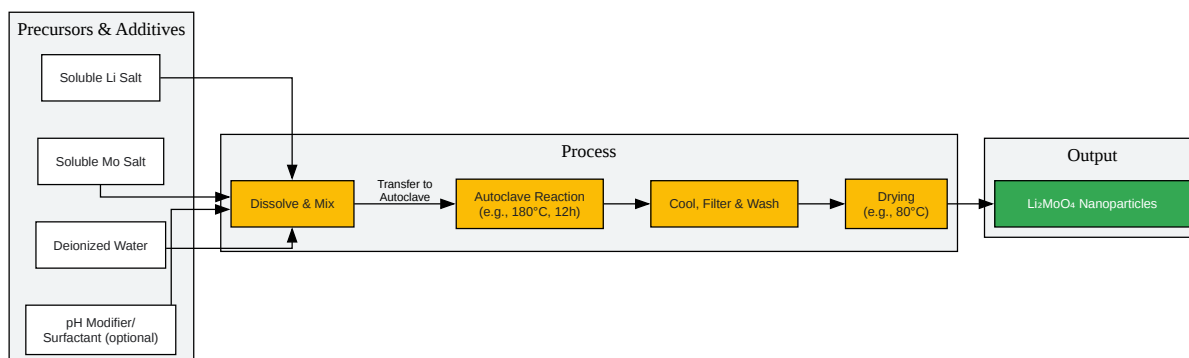 Precursors & Additives
Soluble Li Salt
Soluble Mo Salt
Deionized Water
pH Modifier/
Surfactant (optional)
Process
Dissolve & Mix
Transfer to
Autoclave
Autoclave Reaction
(e.g., 180°C, 12h)
Cool, Filter & Wash
Drying
(e.g., 80°C)
Output
Li₂MoO₄ Nanoparticles